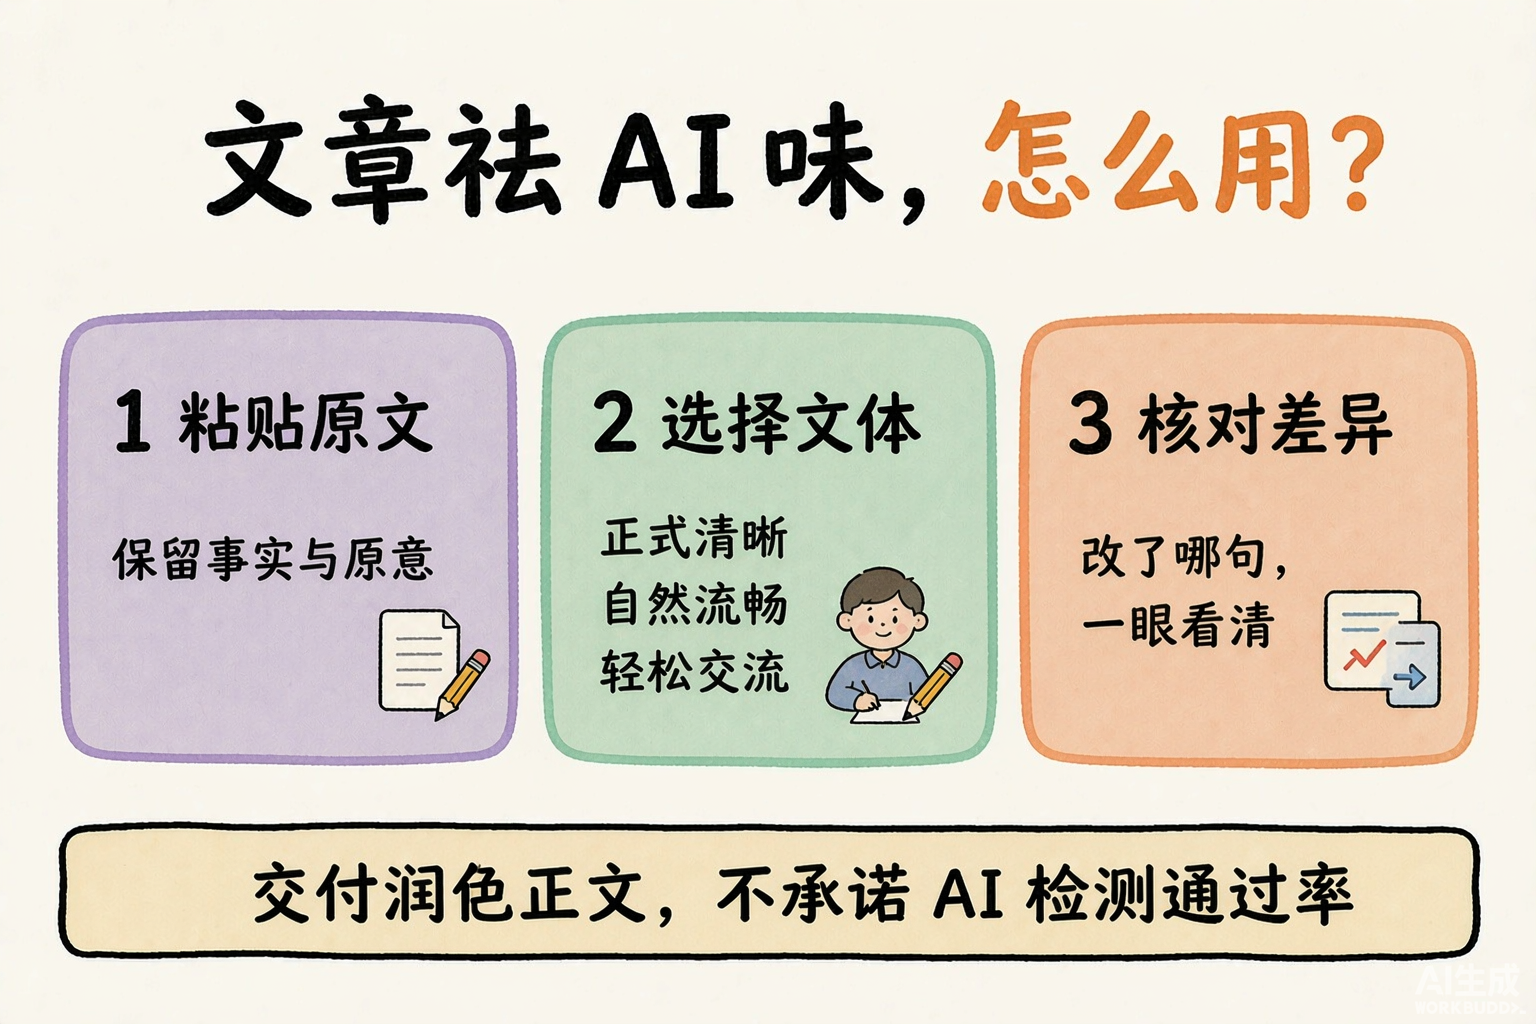 文章祛 AI 味，怎么用？
1 粘贴原文
保留事实与原意
2 选择文体
正式清晰
自然流畅
轻松交流
3 核对差异
改了哪句，
一眼看清
交付润色正文，不承诺 AI 检测通过率
AI生成
WORKBUDDY